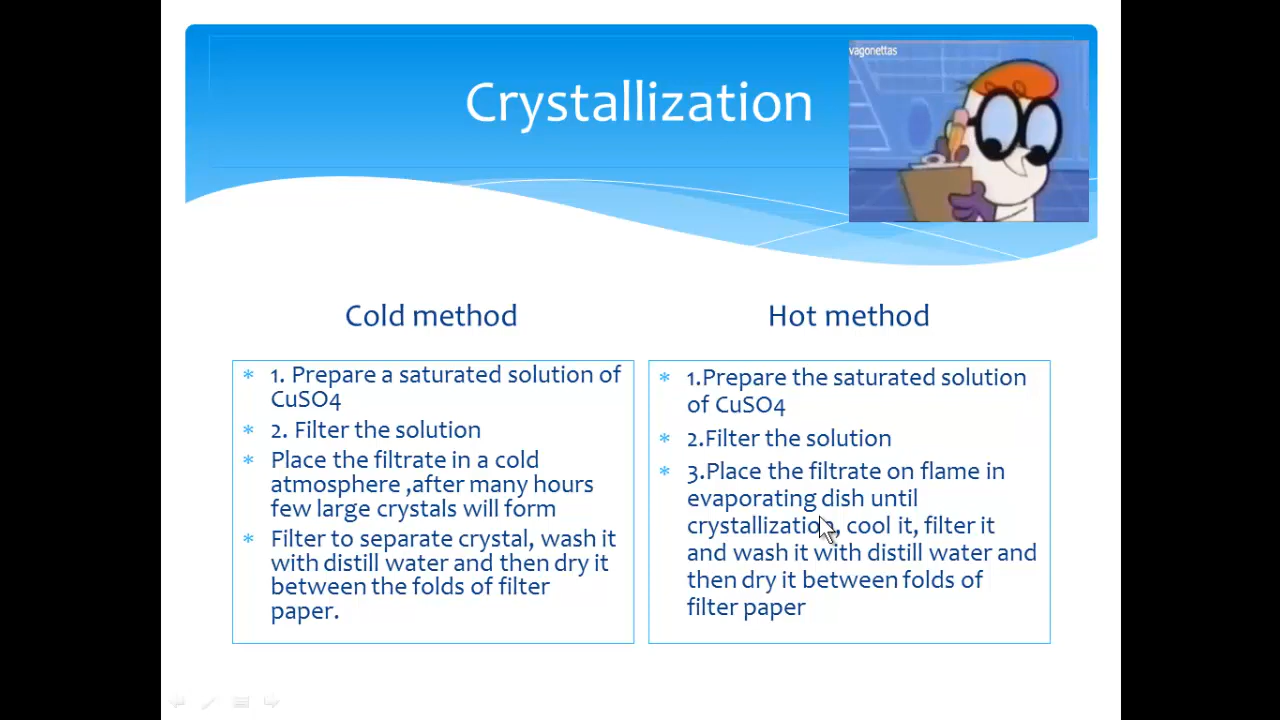 vagonettas
Crystallization
Cold method
* 1. Prepare a saturated solution of
CuSO4
* 2. Filter the solution
* Place the filtrate in a cold
atmosphere ,after many hours
few large crystals will form
* Filter to separate crystal, wash it
with distill water and then dry it
between the folds of filter
paper.
Hot method
* 1.Prepare the saturated solution
of CuSO4
* 2.Filter the solution
* 3.Place the filtrate on flame in
evaporating dish until
crystallization, cool it, filter it
and wash it with distill water and
then dry it between folds of
filter paper